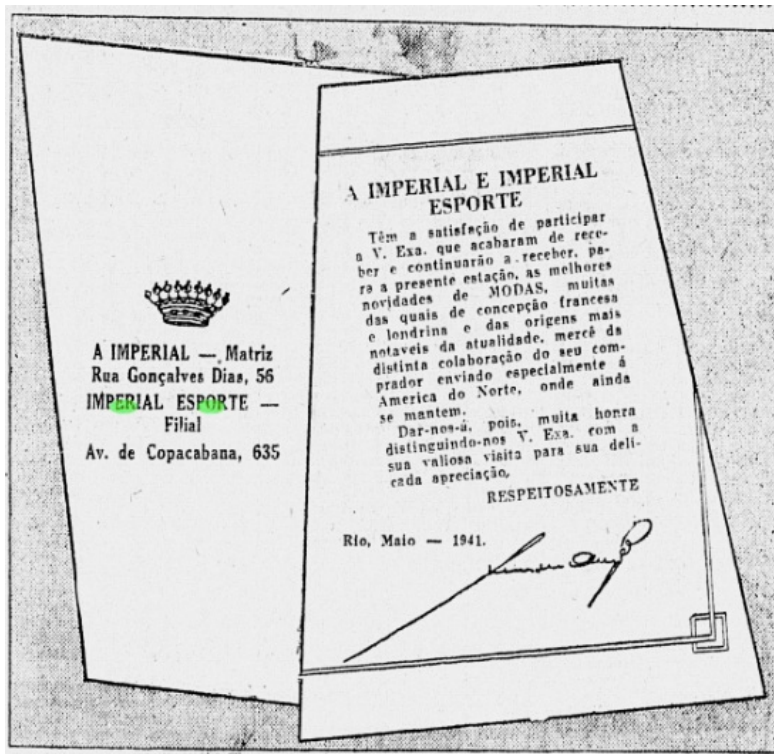 A IMPERIAL — Matriz
Rua Gonçalves Dias, 56
IMPERIAL ESPORTE —
Filial
Av. de Copacabana, 635
A IMPERIAL E IMPERIAL
ESPORTE
Têm a satisfação de participar
a V. Exa. que acabaram de rece-
ber e continuarão a receber, pa-
ra a presente estação, as melhores
novidades de MODAS, muitas
das quais de concepção francesa
e londrina e das origens mais
notaveis da atualidade, mercê da
distinta colaboração do seu com-
prador enviado especialmente á
America do Norte, onde ainda
se mantem.
Dar-nos-á, pois, muita honra
distinguindo-nos V. Exa. com a
sua valiosa visita para sua deli-
cada apreciação,
RESPEITOSAMENTE
Rio, Maio — 1941.